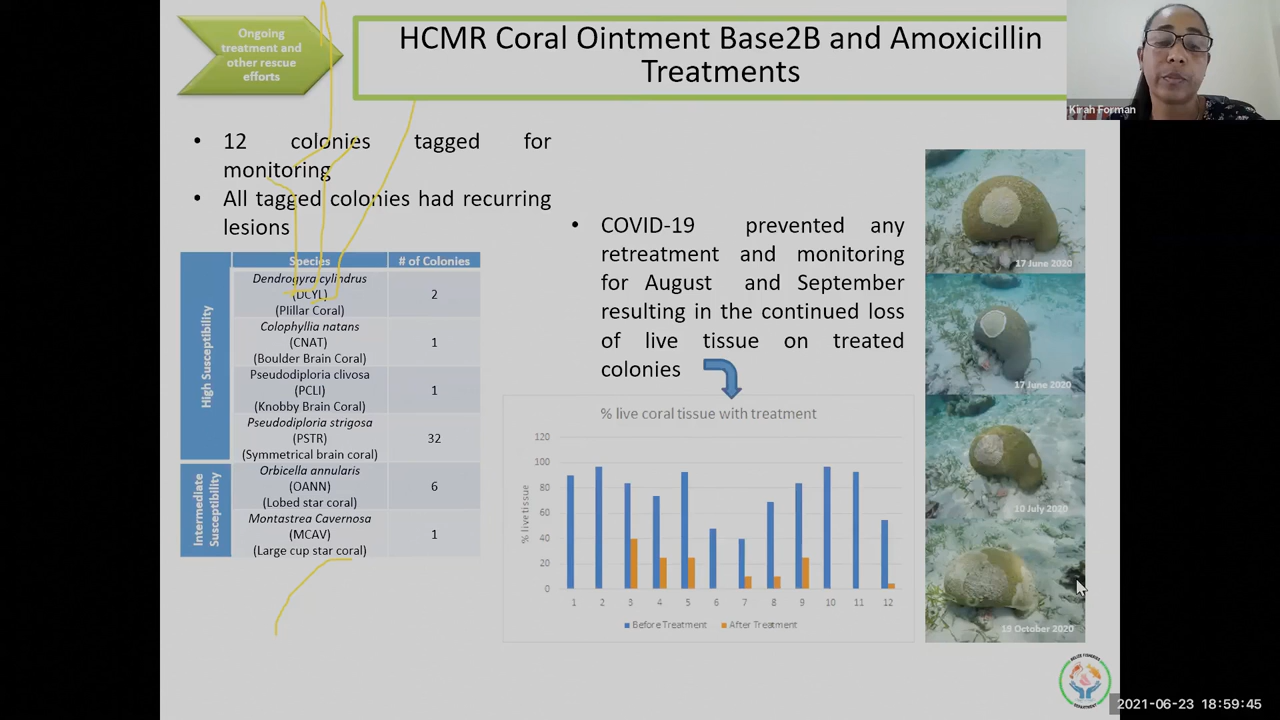 Ongoing
treatment and
other rescue
efforts
HCMR Coral Ointment Base2B and Amoxicillin
Treatments
Kirah Forman
• 12 colonies tagged for
monitoring
• All tagged colonies had recurring
lesions
Species # of Colonies
High Susceptibility
Dendrogyra cylindrus
(DCYL) 2
(Plillar Coral)
Colophyllia natans
(CNAT) 1
(Boulder Brain Coral)
Pseudodiploria clivosa
(PCLI) 1
(Knobby Brain Coral)
Pseudodiploria strigosa
(PSTR) 32
(Symmetrical brain coral)
Intermediate
Susceptibility
Orbicella annularis
(OANN) 6
(Lobed star coral)
Montastrea Cavernosa
(MCAV) 1
(Large cup star coral)
• COVID-19 prevented any
retreatment and monitoring
for August and September
resulting in the continued loss
of live tissue on treated
colonies
% live coral tissue with treatment
% live tissue
120
100
80
60
40
20
0
1 2 3 4 5 6 7 8 9 10 11 12
Before Treatment After Treatment
17 June 2020
17 June 2020
10 July 2020
19 October 2020
BELIZE FISHERIES
DEPARTMENT
2021-06-23 18:59:45